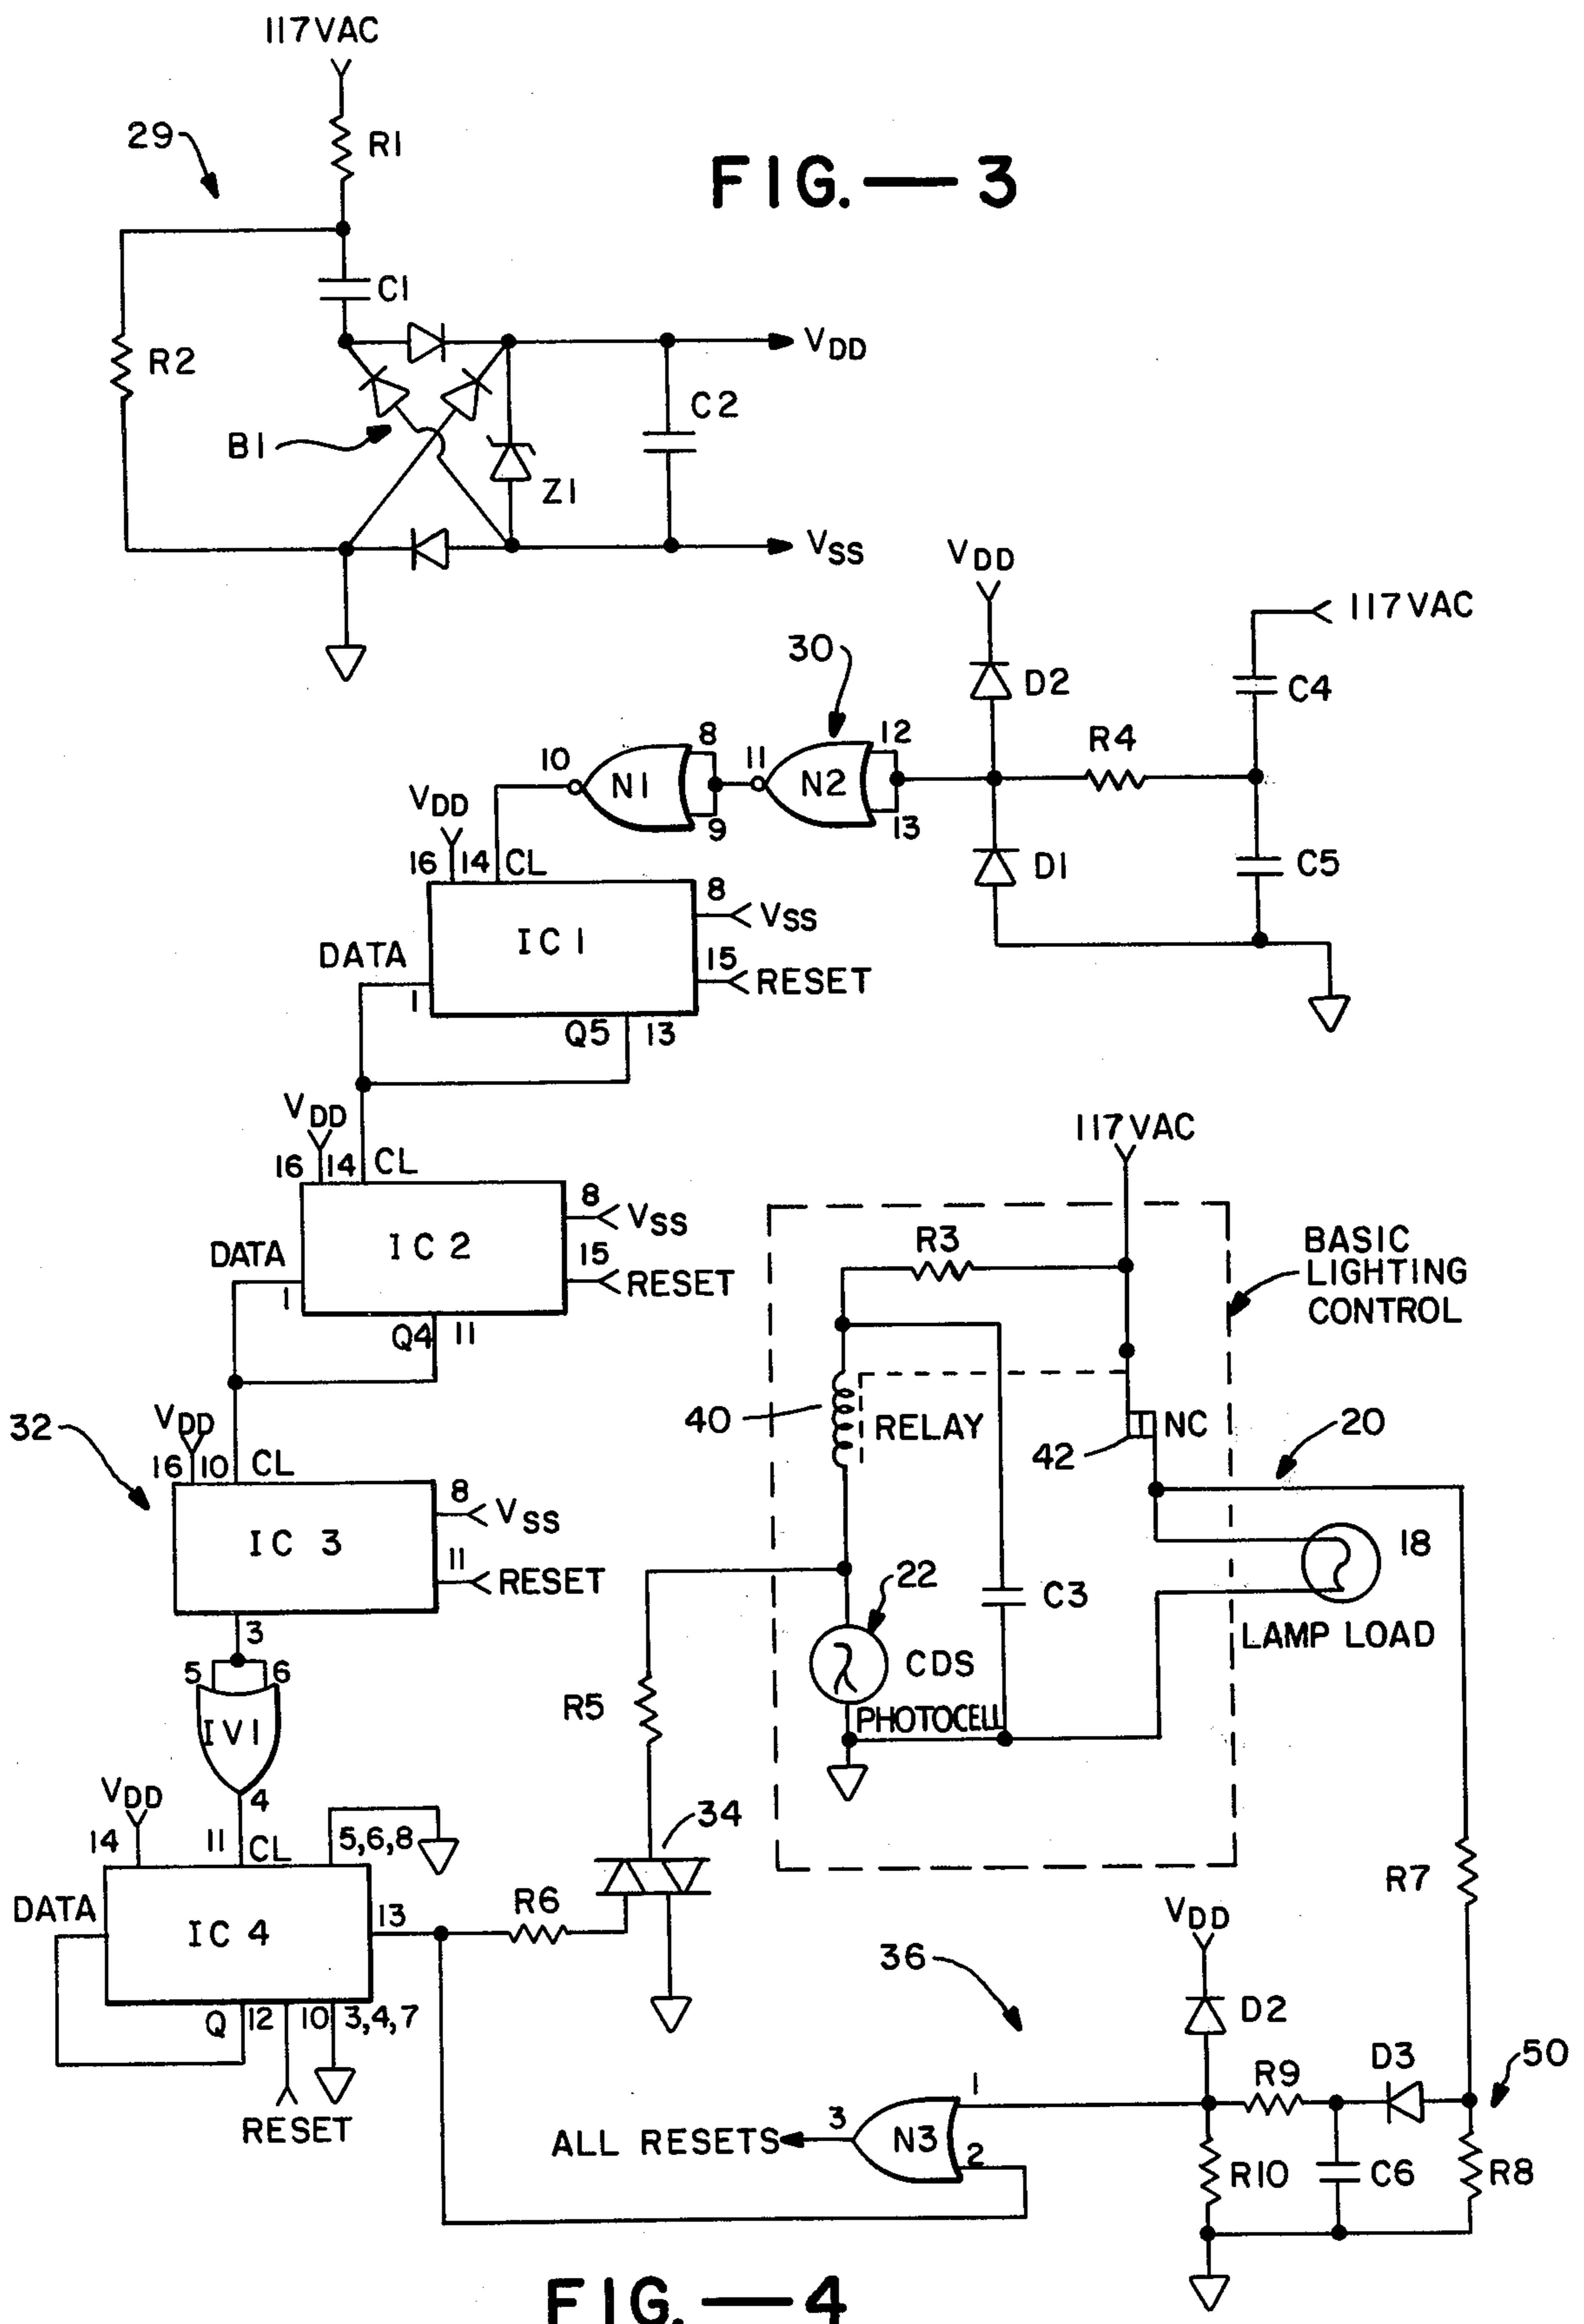 117VAC
29
R1
FIG.—3
C1
R2
VDD
C2
B1
Z1
VSS
VDD
117VAC
30
D2
C4
R4
8
12
10
11
N1
N2
VDD
9
13
16
14
CL
D1
C5
8
VSS
IC1
DATA
15
RESET
1
Q5
13
VDD
117VAC
16
14
CL
8
VSS
R3
BASIC
LIGHTING
CONTROL
IC2
DATA
15
RESET
1
Q4
11
32
VDD
40
RELAY
NC
20
42
16
10
CL
8
VSS
IC 3
18
11
RESET
22
C3
3
LAMP LOAD
5
6
CDS
R5
IV1
PHOTOCELL
VDD
4
34
14
11
CL
5,6,8
R7
DATA
R6
13
VDD
IC4
36
D2
Q
12
10
3,4,7
D3
50
1
R9
RESET
3
ALL RESETS
N3
2
R10
C6
R8
FIG.—4